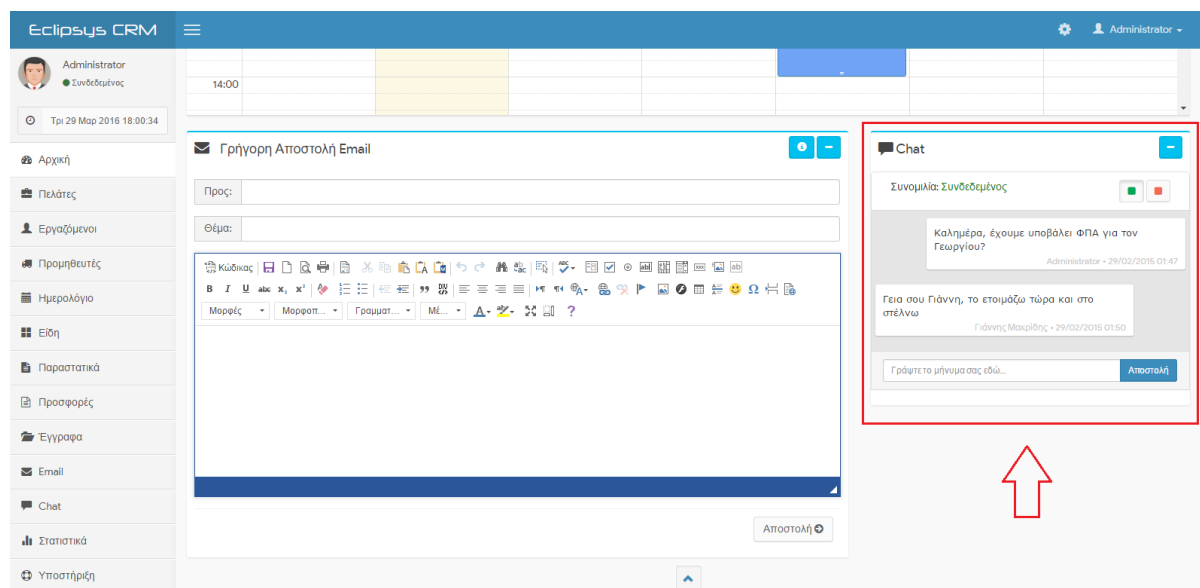 Eclipsys CRM
Administrator
Administrator
Συνδεδεμένος
Τρι 29 Μαρ 2016 18:00:34
Αρχική
Πελάτες
Εργαζόμενοι
Προμηθευτές
Ημερολόγιο
Είδη
Παραστατικά
Προσφορές
Έγγραφα
Email
Chat
Στατιστικά
Υποστήριξη
14:00
Γρήγορη Αποστολή Email
Προς:
Θέμα:
Κώδικας
Μορφές
Μορφοπ...
Γραμματ...
Μέ...
Αποστολή
Chat
Συνομιλία: Συνδεδεμένος
Καλημέρα, έχουμε υποβάλει ΦΠΑ για τον
Γεωργίου?
Administrator • 29/02/2015 01:47
Γεια σου Γιάννη, το ετοιμάζω τώρα και στο
στέλνω
Γιάννης Μακρίδης • 29/02/2015 01:50
Γράψτε το μήνυμα σας εδώ...
Αποστολή